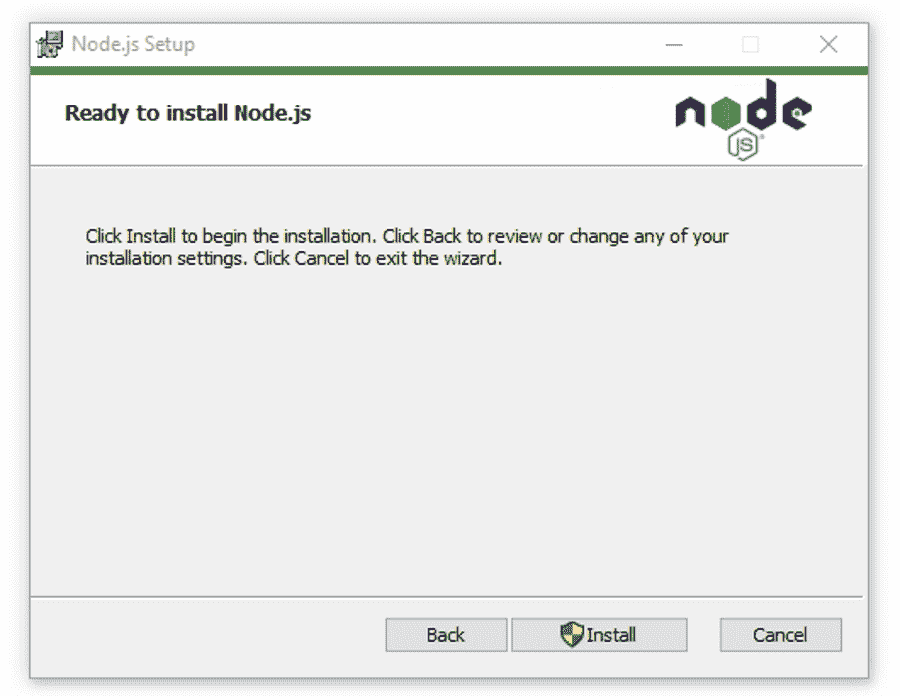 Node.js Setup
Ready to install Node.js
node
JS
Click Install to begin the installation. Click Back to review or change any of your
installation settings. Click Cancel to exit the wizard.
Back
Install
Cancel